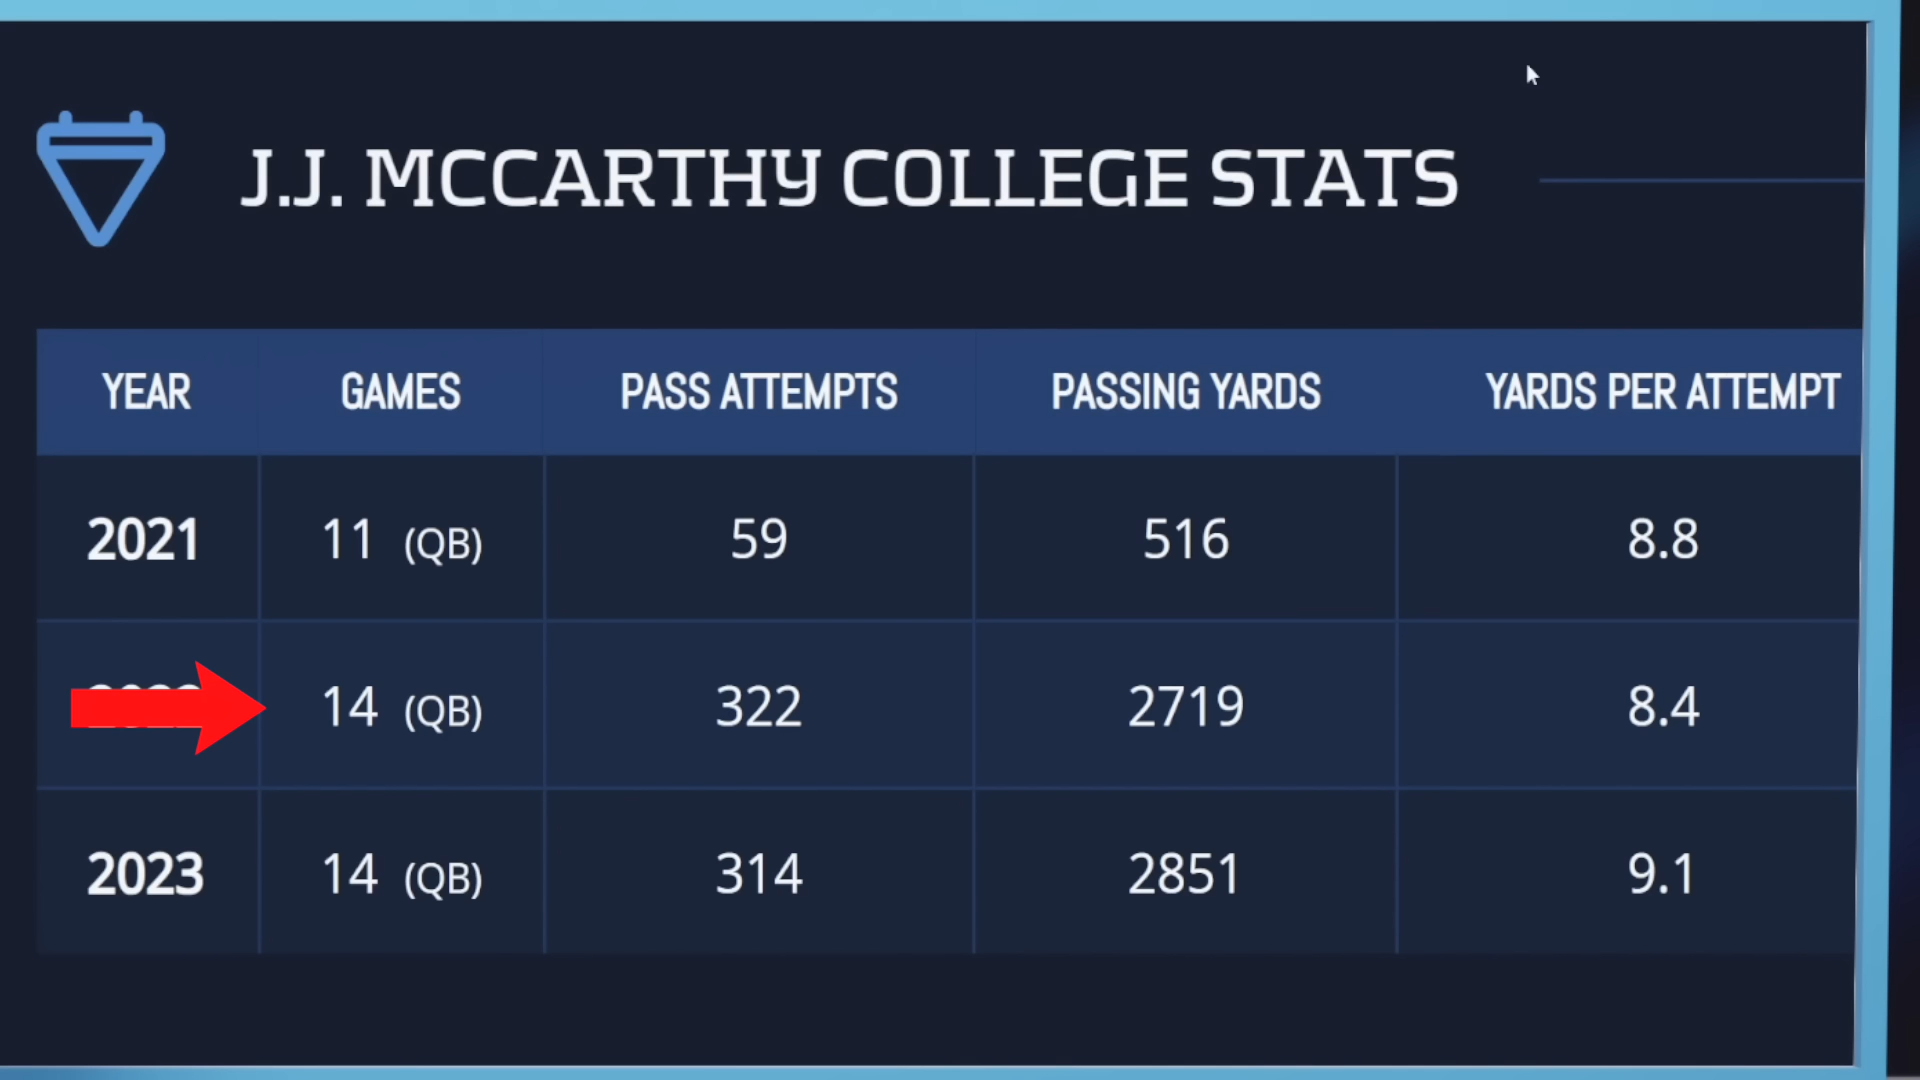 J.J. MCCARTHY COLLEGE STATS
YEAR GAMES PASS ATTEMPTS PASSING YARDS YARDS PER ATTEMPT
2021 11 (QB) 59 516 8.8
14 (QB) 322 2719 8.4
2023 14 (QB) 314 2851 9.1